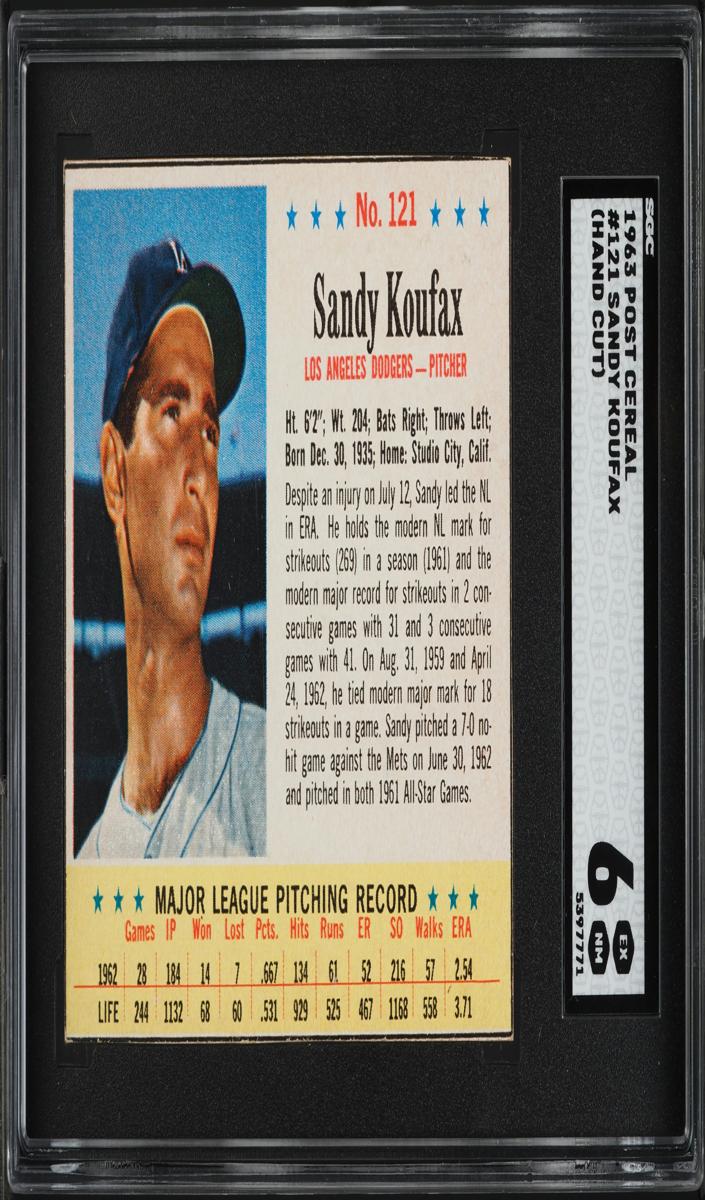 ★ ★ ★ No. 121 ★ ★ ★
Sandy Koufax
LOS ANGELES DODGERS — PITCHER
Ht. 6'2"; Wt. 204; Bats Right; Throws Left;
Born Dec. 30, 1935; Home: Studio City, Calif.
Despite an injury on July 12, Sandy led the NL
in ERA. He holds the modern NL mark for
strikeouts (269) in a season (1961) and the
modern major record for strikeouts in 2 con-
secutive games with 31 and 3 consecutive
games with 41. On Aug. 31, 1959 and April
24, 1962, he tied modern major mark for 18
strikeouts in a game. Sandy pitched a 7-0 no-
hit game against the Mets on June 30, 1962
and pitched in both 1961 All-Star Games.
★ ★ ★ MAJOR LEAGUE PITCHING RECORD ★ ★ ★
Games IP Won Lost Pcts. Hits Runs ER SO Walks ERA
1962 28 184 14 7 .667 134 61 52 216 57 2.54
LIFE 244 1132 68 60 .531 929 525 467 1168 558 3.71
SGC
1963 POST CEREAL
#121 SANDY KOUFAX
(HAND CUT)
6
EX
NM
5397771